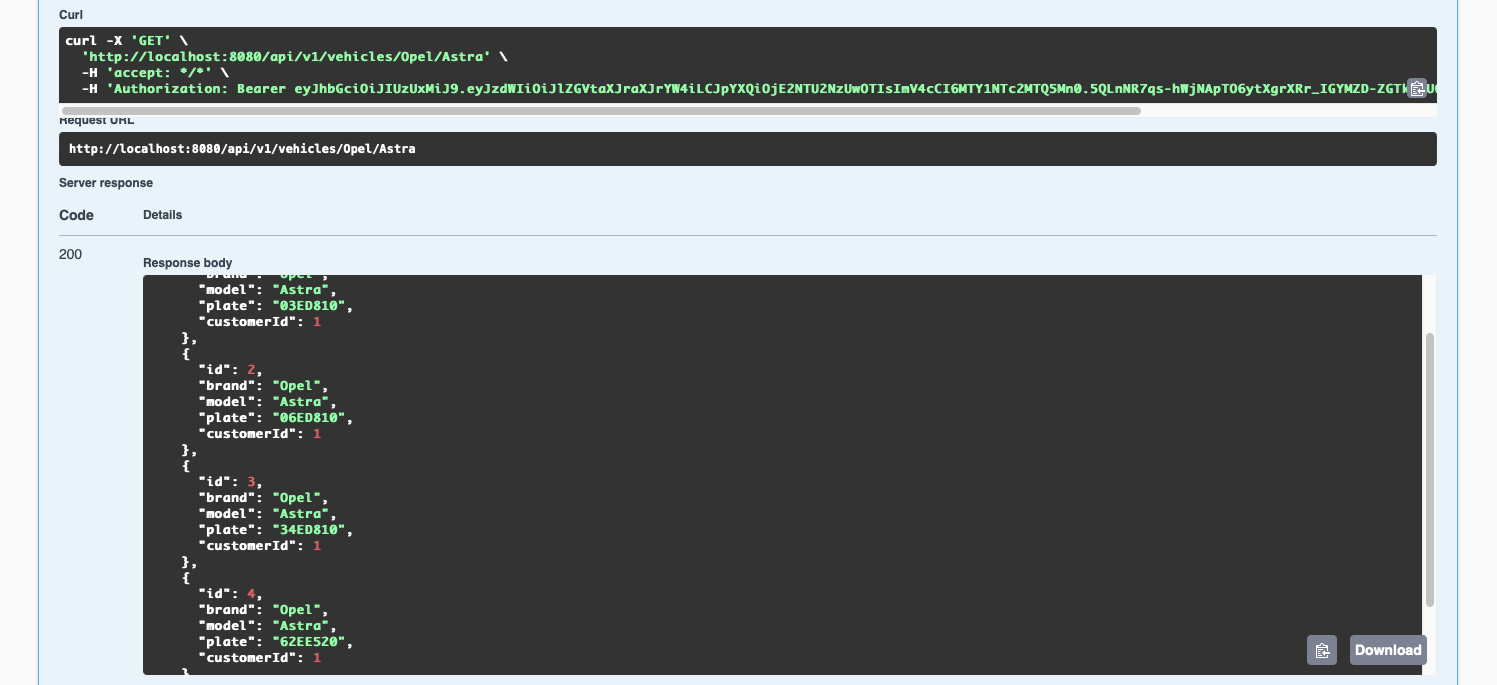 Curl
curl -X 'GET' \
'http://localhost:8080/api/v1/vehicles/Opel/Astra' \
-H 'accept: */*' \
-H 'Authorization: Bearer eyJhbGciOiJIUzUxMiJ9.eyJzdWIiOiJlZGVtaXJraXJrYW4iLCJpYXQiOjE2NTU2NzUwOTIsImV4cCI6MTY1NTc2MTQ5Mn0.5QLnNR7qs-hWjNApTO6ytXgrXRr_IGYMZD-ZGTk
Request URL
http://localhost:8080/api/v1/vehicles/Opel/Astra
Server response
Code Details
200
Response body
"brand": "Opel",
"model": "Astra",
"plate": "03ED810",
"customerId": 1
},
{
"id": 2,
"brand": "Opel",
"model": "Astra",
"plate": "06ED810",
"customerId": 1
},
{
"id": 3,
"brand": "Opel",
"model": "Astra",
"plate": "34ED810",
"customerId": 1
},
{
"id": 4,
"brand": "Opel",
"model": "Astra",
"plate": "62EE520",
"customerId": 1
}
Download